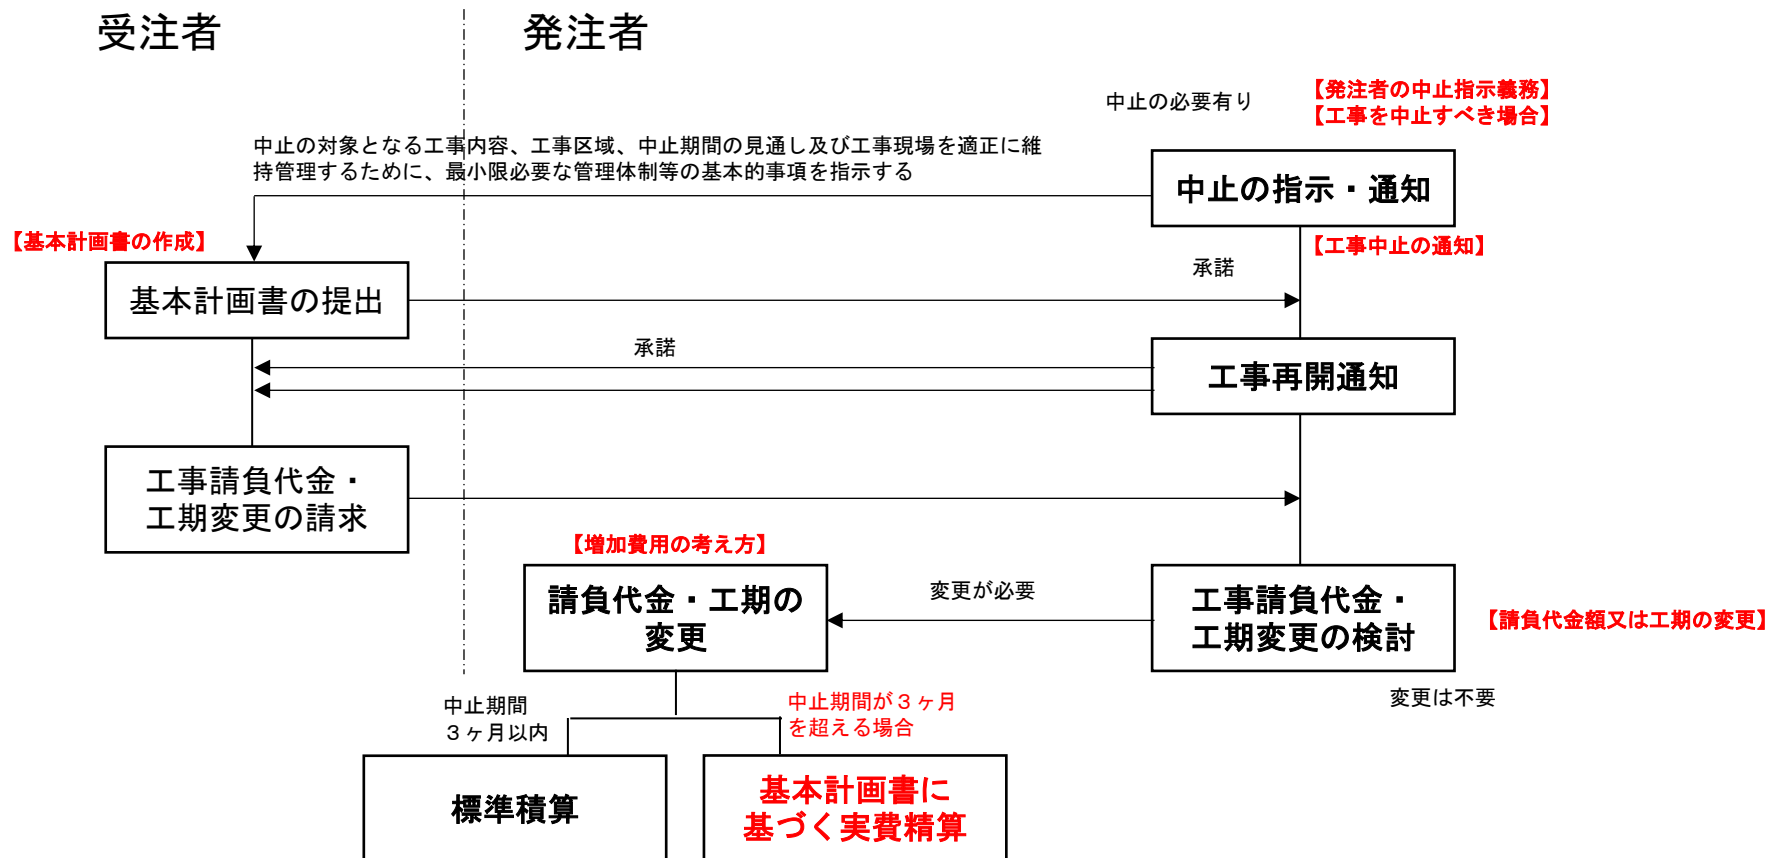 受注者
発注者
中止の必要有り
【発注者の中止指示義務】
【工事を中止すべき場合】
中止の対象となる工事内容、工事区域、中止期間の見通し及び工事現場を適正に維
持管理するために、最小限必要な管理体制等の基本的事項を指示する
中止の指示・通知
【基本計画書の作成】
【工事中止の通知】
承諾
基本計画書の提出
承諾
工事再開通知
工事請負代金・
工期変更の請求
【増加費用の考え方】
請負代金・工期の
変更
変更が必要
工事請負代金・
工期変更の検討
【請負代金額又は工期の変更】
変更は不要
中止期間
３ヶ月以内
中止期間が３ヶ月
を超える場合
標準積算
基本計画書に
基づく実費精算